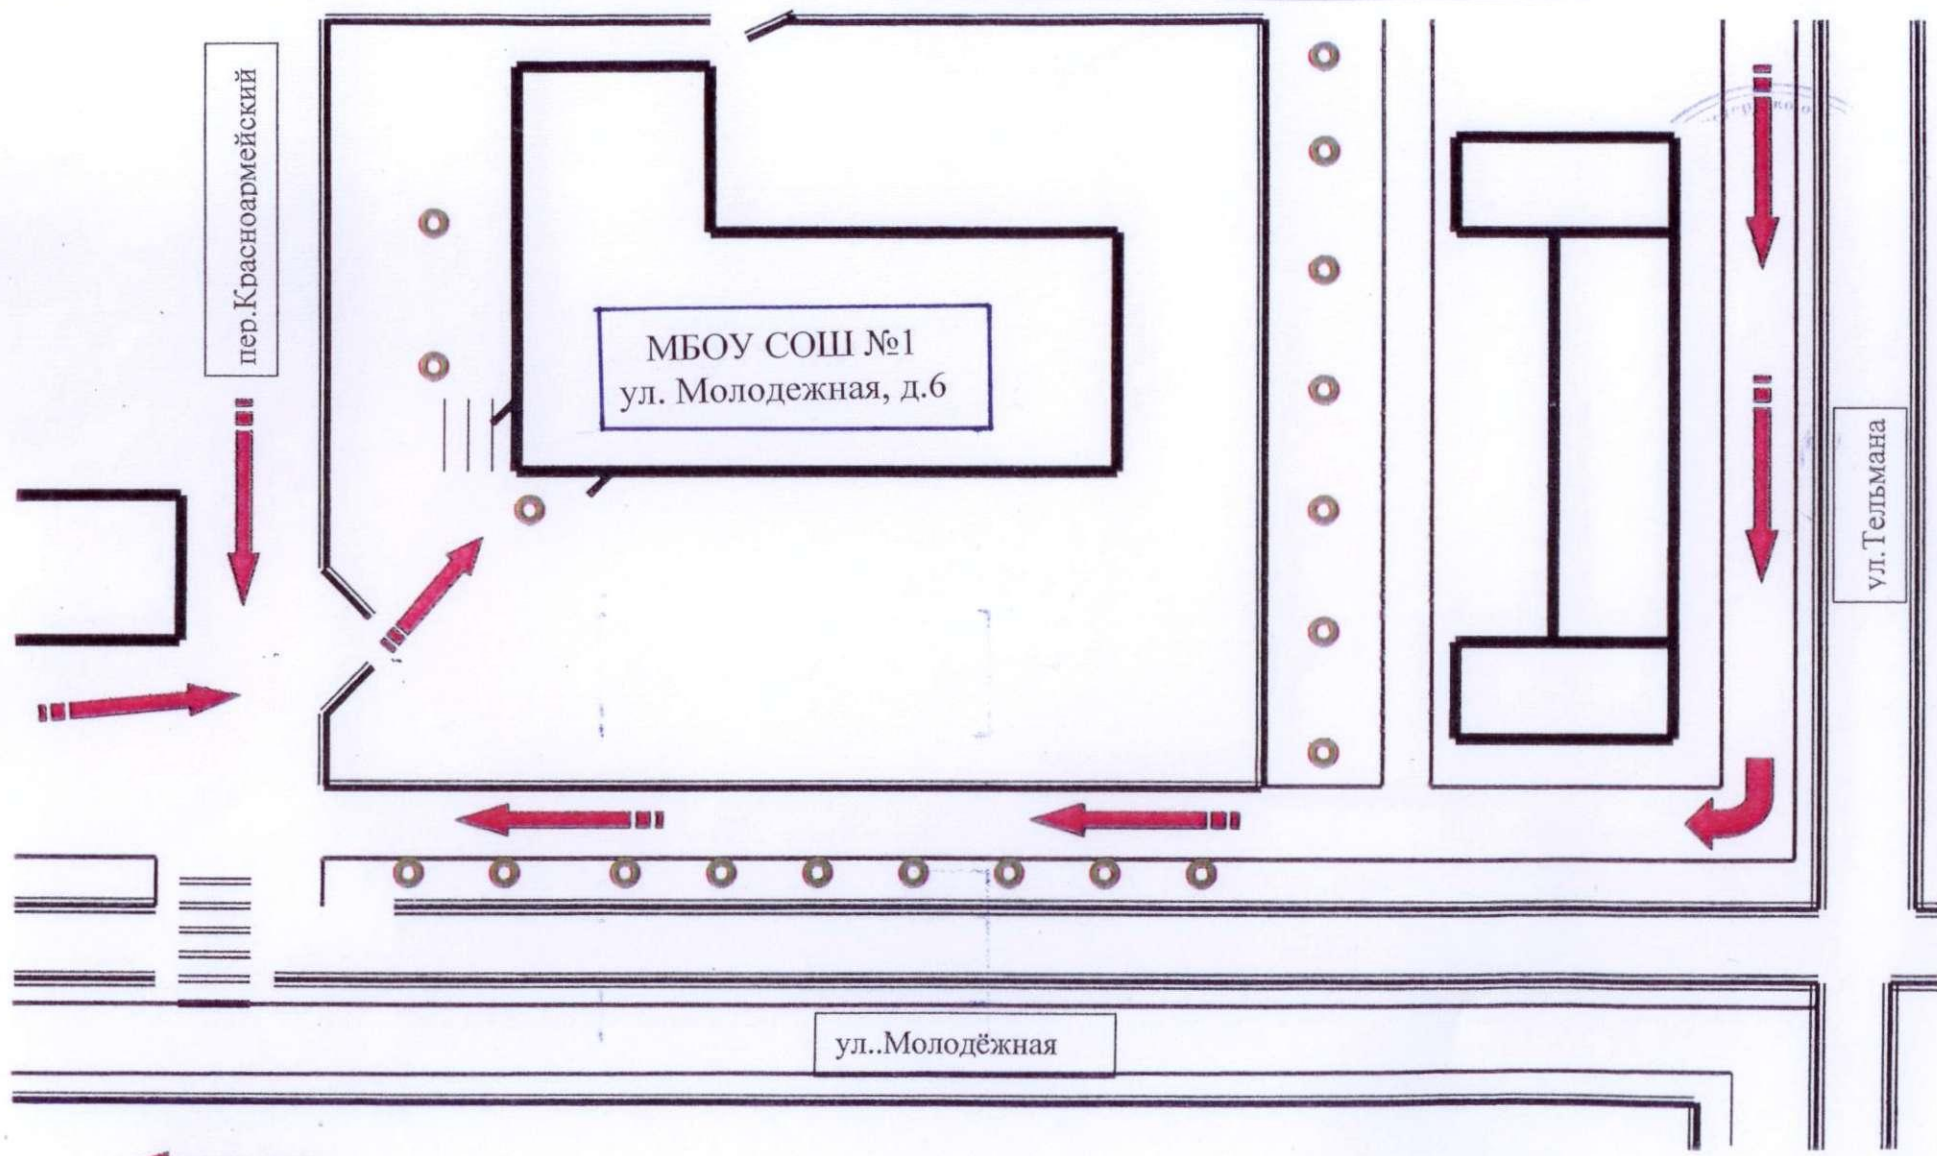 пер.Красноармейский
МБОУ СОШ №1
ул. Молодежная, д.6
ул.Тельмана
ул..Молодёжная